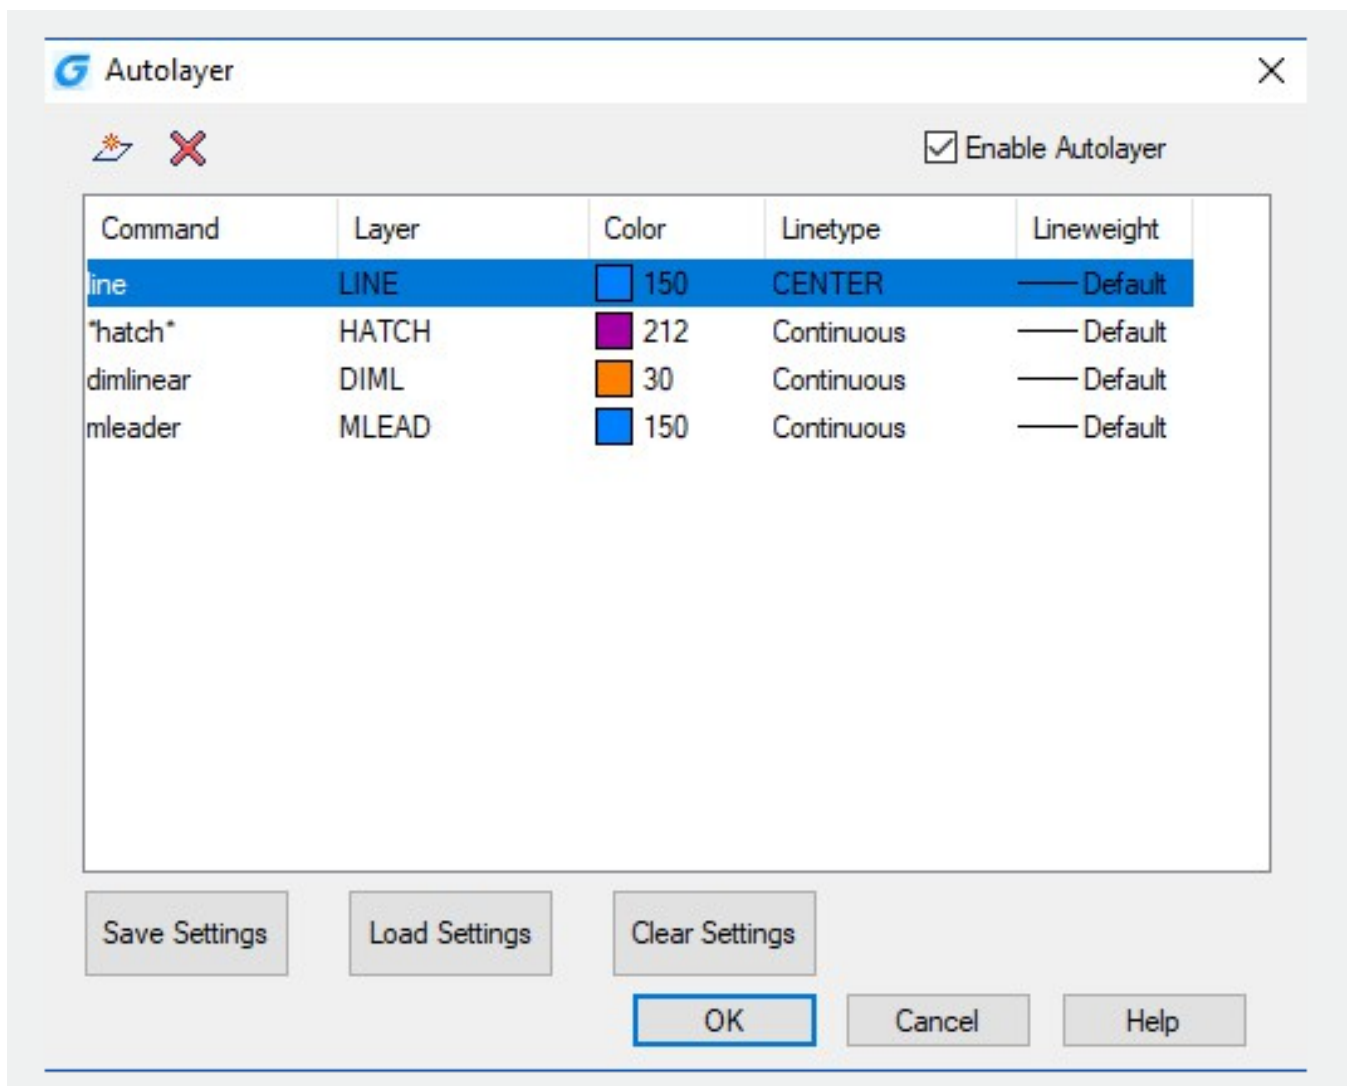 Autolayer
Enable Autolayer
Command Layer Color Linetype Lineweight
line LINE 150 CENTER Default
*hatch* HATCH 212 Continuous Default
dimlinear DIML 30 Continuous Default
mleader MLEAD 150 Continuous Default
Save Settings Load Settings Clear Settings
OK Cancel Help